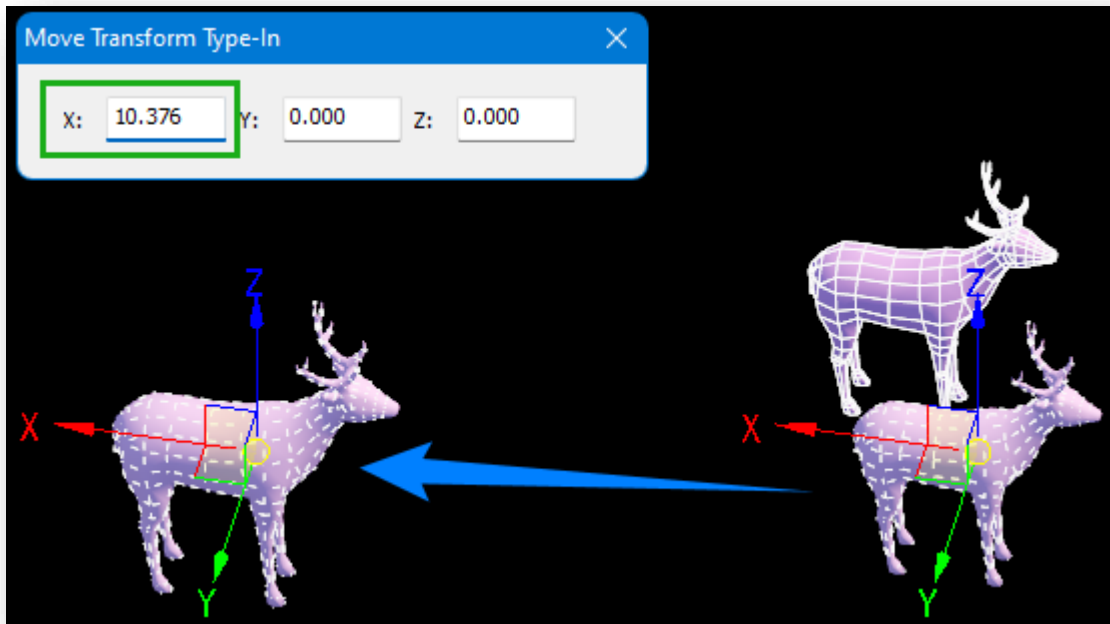 Move Transform Type-In
X: 10.376 Y: 0.000 Z: 0.000
Z
Z
X
X
Y
Y